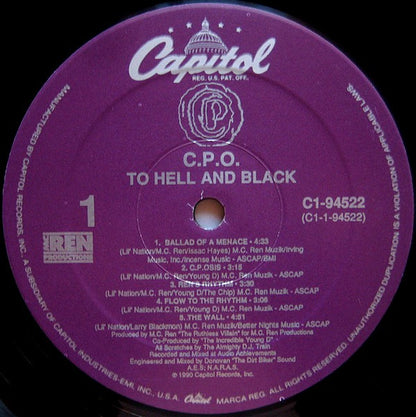 Capitol
REG. U.S. PAT. OFF.
CP
C.P.O.
TO HELL AND BLACK
1
C1-94522
(C1-1-94522)
REN
PRODUCTIONS
1. BALLAD OF A MENACE - 4:33
(Lil' Nation/M.C. Ren/Issac Hayes) M.C. Ren Muzik/Irving
Music, Inc/Incense Music - ASCAP/BMI
2. C.P.OSIS - 3:15
(Lil' Nation/M.C. Ren/Young D) M.C. Ren Muzik - ASCAP
3. REN'S RHYTHM - 3:30
(Lil' Nation/M.C. Ren/Young D/The Chip) M.C. Ren Muzik - ASCAP
4. FLOW TO THE RHYTHM - 5:06
(Lil' Nation/M.C. Ren/Young D) M.C. Ren Muzik - ASCAP
5. THE WALL - 4:51
(Lil' Nation/Larry Blackmon) M.C. Ren Muzik/Better Nights Music - ASCAP
Produced by M.C. Ren "The Ruthless Villain" for M.C. Ren Productions
Co-Produced by "The Incredible Young D"
All Scratches by The Almighty D.J. Train
Recorded and Mixed at Audio Achievements
Engineered and Mixed by Donovan "The Dirt Biker" Sound
A.E.S; N.A.R.A.S.
℗ 1990 Capitol Records, Inc.
MANUFACTURED BY CAPITOL RECORDS, INC., A SUBSIDIARY OF CAPITOL INDUSTRIES-EMI, INC., U.S.A.
Capitol
MARCA REG. ALL RIGHTS RESERVED. UNAUTHORIZED DUPLICATION IS A VIOLATION OF APPLICABLE LAWS.